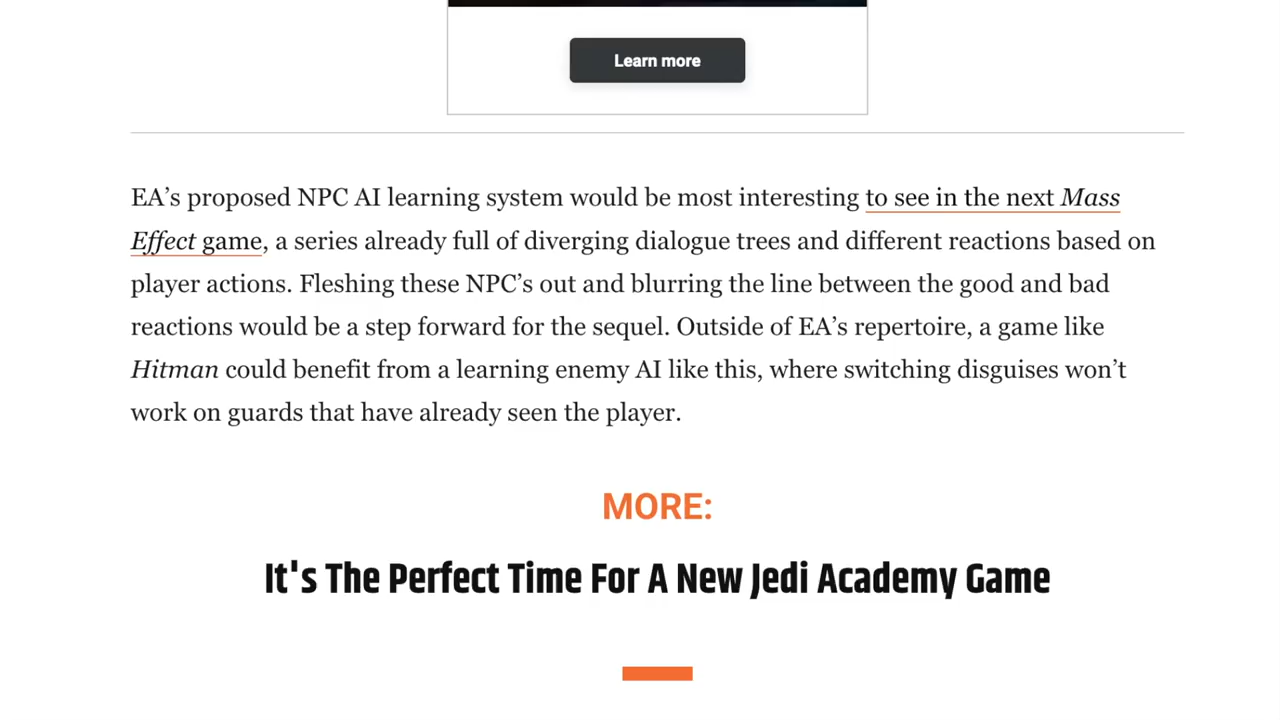 Learn more
EA’s proposed NPC AI learning system would be most interesting to see in the next Mass
Effect game, a series already full of diverging dialogue trees and different reactions based on
player actions. Fleshing these NPC’s out and blurring the line between the good and bad
reactions would be a step forward for the sequel. Outside of EA’s repertoire, a game like
Hitman could benefit from a learning enemy AI like this, where switching disguises won’t
work on guards that have already seen the player.
MORE:
It's The Perfect Time For A New Jedi Academy Game